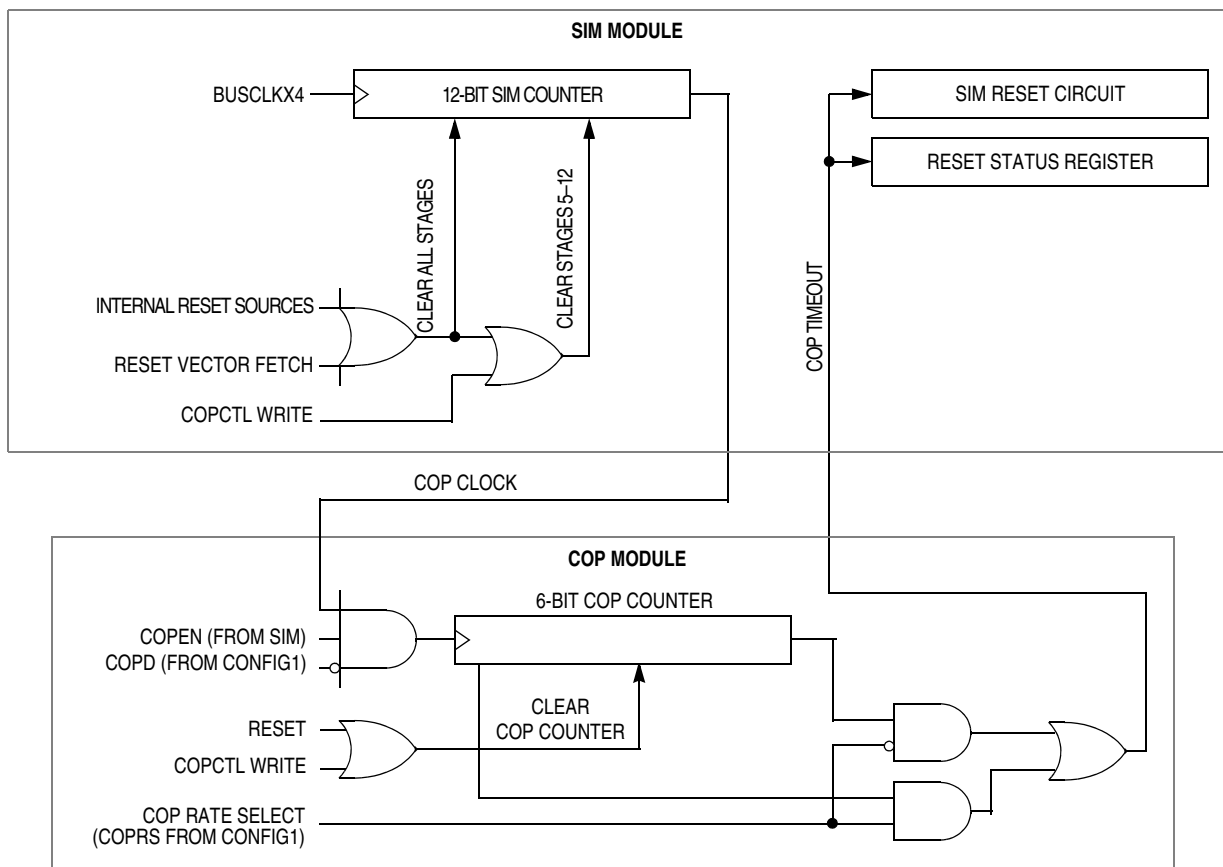 SIM MODULE
BUSCLKX4
12-BIT SIM COUNTER
SIM RESET CIRCUIT
RESET STATUS REGISTER
CLEAR ALL STAGES
CLEAR STAGES 5–12
INTERNAL RESET SOURCES
RESET VECTOR FETCH
COPCTL WRITE
COP TIMEOUT
COP CLOCK
COP MODULE
6-BIT COP COUNTER
COPEN (FROM SIM)
COPD (FROM CONFIG1)
CLEAR
COP COUNTER
RESET
COPCTL WRITE
COP RATE SELECT
(COPRS FROM CONFIG1)